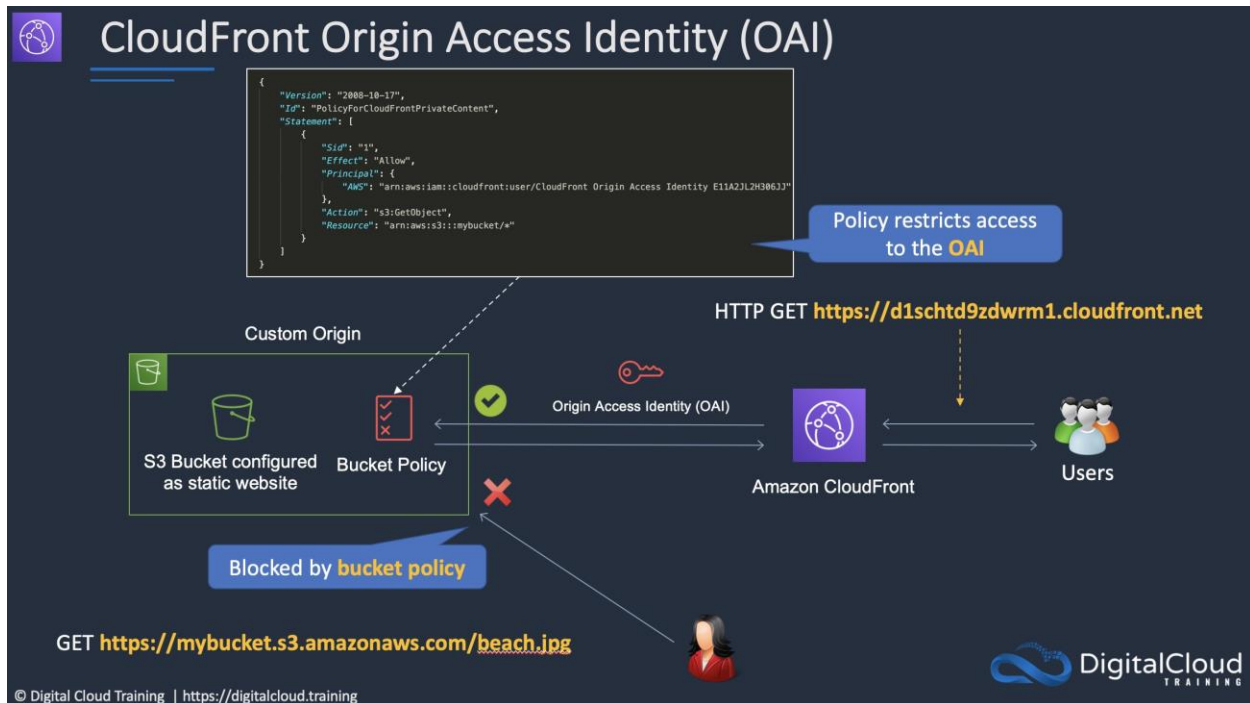 CloudFront Origin Access Identity (OAI)
{
"Version": "2008-10-17",
"Id": "PolicyForCloudFrontPrivateContent",
"Statement": [
{
"Sid": "1",
"Effect": "Allow",
"Principal": {
"AWS": "arn:aws:iam::cloudfront:user/CloudFront Origin Access Identity E11A2JL2H306JJ"
},
"Action": "s3:GetObject",
"Resource": "arn:aws:s3:::mybucket/*"
}
]
}
Policy restricts access
to the OAI
HTTP GET https://d1schtd9zdwrm1.cloudfront.net
Custom Origin
Origin Access Identity (OAI)
S3 Bucket configured
as static website
Bucket Policy
Amazon CloudFront
Users
Blocked by bucket policy
GET https://mybucket.s3.amazonaws.com/beach.jpg
DigitalCloud
TRAINING
© Digital Cloud Training | https://digitalcloud.training